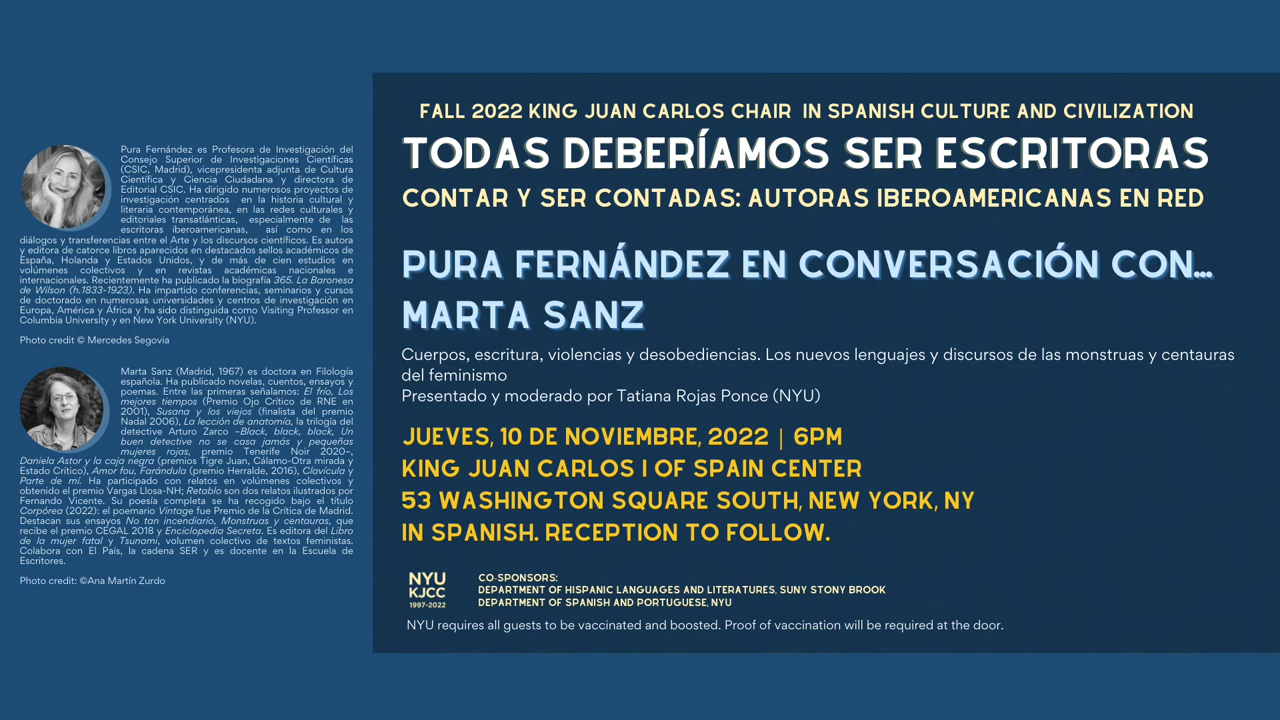 Pura Fernández es Profesora de Investigación del
Consejo Superior de Investigaciones Científicas
(CSIC, Madrid), vicepresidenta adjunta de Cultura
Científica y Ciencia Ciudadana y directora de
Editorial CSIC. Ha dirigido numerosos proyectos de
investigación centrados en la historia cultural y
literaria contemporánea, en las redes culturales y
editoriales transatlánticas, especialmente de las
escritoras iberoamericanas, así como en los
diálogos y transferencias entre el Arte y los discursos científicos. Es autora
y editora de catorce libros aparecidos en destacados sellos académicos de
España, Holanda y Estados Unidos, y de más de cien estudios en
volúmenes colectivos y en revistas académicas nacionales e
internacionales. Recientemente ha publicado la biografía 365. La Baronesa
de Wilson (h.1833-1923). Ha impartido conferencias, seminarios y cursos
de doctorado en numerosas universidades y centros de investigación en
Europa, América y África y ha sido distinguida como Visiting Professor en
Columbia University y en New York University (NYU).
Photo credit © Mercedes Segovia
Marta Sanz (Madrid, 1967) es doctora en Filología
española. Ha publicado novelas, cuentos, ensayos y
poemas. Entre las primeras señalamos: El frío, Los
mejores tiempos (Premio Ojo Crítico de RNE en
2001), Susana y los viejos (finalista del premio
Nadal 2006), La lección de anatomía, la trilogía del
detective Arturo Zarco –Black, black, black, Un
buen detective no se casa jamás y pequeñas
mujeres rojas, premio Tenerife Noir 2020–,
Daniela Astor y la caja negra (premios Tigre Juan, Cálamo-Otra mirada y
Estado Crítico), Amor fou, Farándula (premio Herralde, 2016), Clavícula y
Parte de mí. Ha participado con relatos en volúmenes colectivos y
obtenido el premio Vargas Llosa-NH; Retablo son dos relatos ilustrados por
Fernando Vicente. Su poesía completa se ha recogido bajo el título
Corpórea (2022): el poemario Vintage fue Premio de la Crítica de Madrid.
Destacan sus ensayos No tan incendiario, Monstruas y centauras, que
recibe el premio CEGAL 2018 y Enciclopedia Secreta. Es editora del Libro
de la mujer fatal y Tsunami, volumen colectivo de textos feministas.
Colabora con El País, la cadena SER y es docente en la Escuela de
Escritores.
Photo credit: ©Ana Martín Zurdo
FALL 2022 KING JUAN CARLOS CHAIR IN SPANISH CULTURE AND CIVILIZATION
TODAS DEBERÍAMOS SER ESCRITORAS
CONTAR Y SER CONTADAS: AUTORAS IBEROAMERICANAS EN RED
PURA FERNÁNDEZ EN CONVERSACIÓN CON...
MARTA SANZ
Cuerpos, escritura, violencias y desobediencias. Los nuevos lenguajes y discursos de las monstruas y centauras
del feminismo
Presentado y moderado por Tatiana Rojas Ponce (NYU)
JUEVES, 10 DE NOVIEMBRE, 2022 | 6PM
KING JUAN CARLOS I OF SPAIN CENTER
53 WASHINGTON SQUARE SOUTH, NEW YORK, NY
IN SPANISH. RECEPTION TO FOLLOW.
NYU
KJCC
1997-2022
CO-SPONSORS:
DEPARTMENT OF HISPANIC LANGUAGES AND LITERATURES, SUNY STONY BROOK
DEPARTMENT OF SPANISH AND PORTUGUESE, NYU
NYU requires all guests to be vaccinated and boosted. Proof of vaccination will be required at the door.